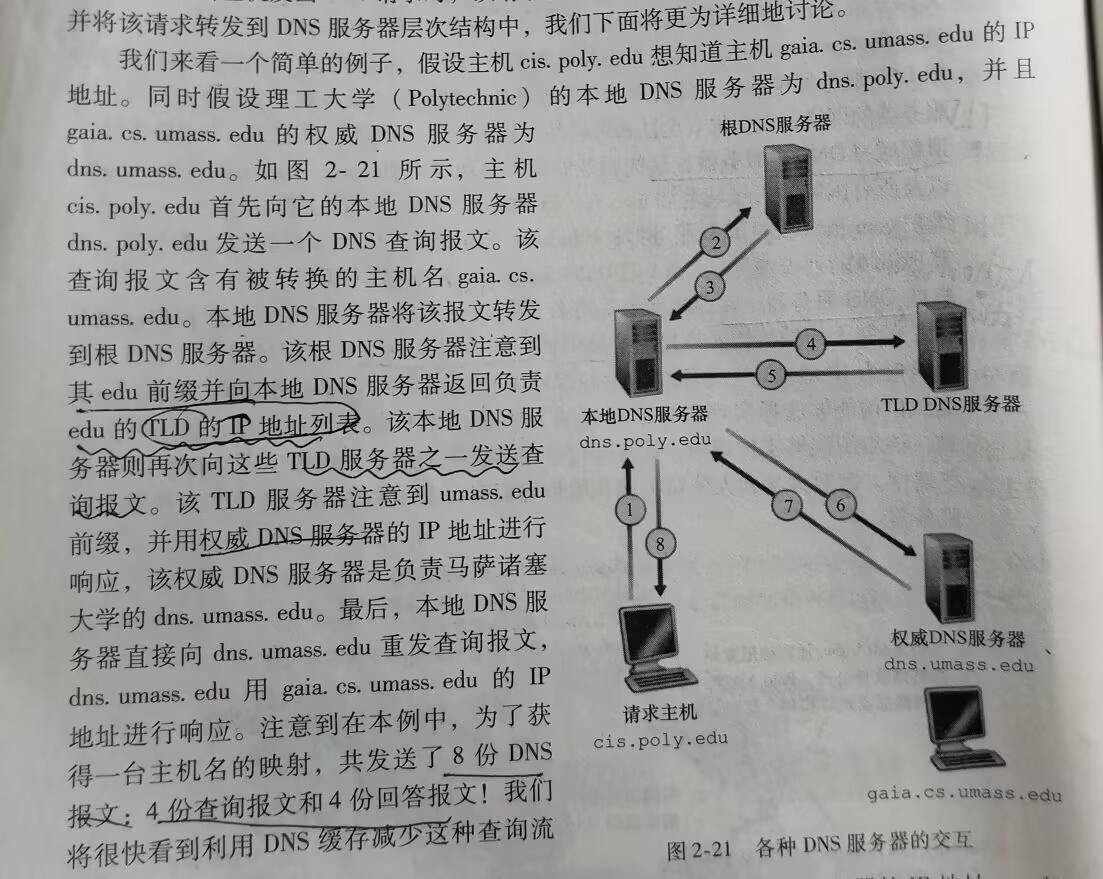 并将该请求转发到 DNS 服务器层次结构中，我们下面将更为详细地讨论。
我们来看一个简单的例子，假设主机 cis. poly. edu 想知道主机 gaia. cs. umass. edu 的 IP
地址。同时假设理工大学（Polytechnic）的本地 DNS 服务器为 dns. poly. edu，并且
gaia. cs. umass. edu 的权威 DNS 服务器为
dns. umass. edu。如图 2-21 所示，主机
cis. poly. edu 首先向它的本地 DNS 服务器
dns. poly. edu 发送一个 DNS 查询报文。该
查询报文含有被转换的主机名 gaia. cs.
umass. edu。本地 DNS 服务器将该报文转发
到根 DNS 服务器。该根 DNS 服务器注意到
其 edu 前缀并向本地 DNS 服务器返回负责
edu 的 TLD 的 IP 地址列表。该本地 DNS 服
务器则再次向这些 TLD 服务器之一发送查
询报文。该 TLD 服务器注意到 umass. edu
前缀，并用权威 DNS 服务器的 IP 地址进行
响应，该权威 DNS 服务器是负责马萨诸塞
大学的 dns. umass. edu。最后，本地 DNS 服
务器直接向 dns. umass. edu 重发查询报文，
dns. umass. edu 用 gaia. cs. umass. edu 的 IP
地址进行响应。注意到在本例中，为了获
得一台主机名的映射，共发送了 8 份 DNS
报文：4 份查询报文和 4 份回答报文！我们
将很快看到利用 DNS 缓存减少这种查询流
根DNS服务器
2
3
4
5
本地DNS服务器
dns.poly.edu
TLD DNS服务器
1
8
7
6
权威DNS服务器
dns.umass.edu
请求主机
cis.poly.edu
gaia.cs.umass.edu
图 2-21 各种 DNS 服务器的交互